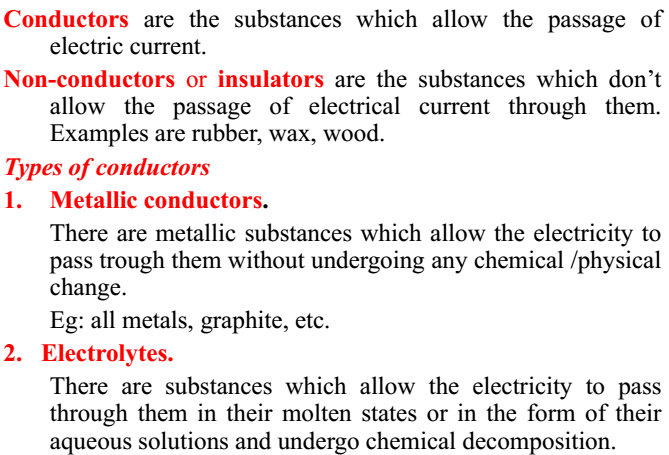 Conductors are the substances which allow the passage of
electric current.
Non-conductors or insulators are the substances which don't
allow the passage of electrical current through them.
Examples are rubber, wax, wood.
Types of conductors
1. Metallic conductors.
There are metallic substances which allow the electricity to
pass trough them without undergoing any chemical /physical
change.
Eg: all metals, graphite, etc.
2. Electrolytes.
There are substances which allow the electricity to pass
through them in their molten states or in the form of their
aqueous solutions and undergo chemical decomposition.